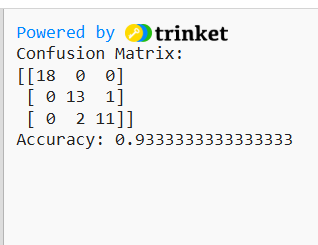 Powered by trinket
Confusion Matrix:
[[18  0  0]
 [ 0 13  1]
 [ 0  2 11]]
Accuracy: 0.9333333333333333